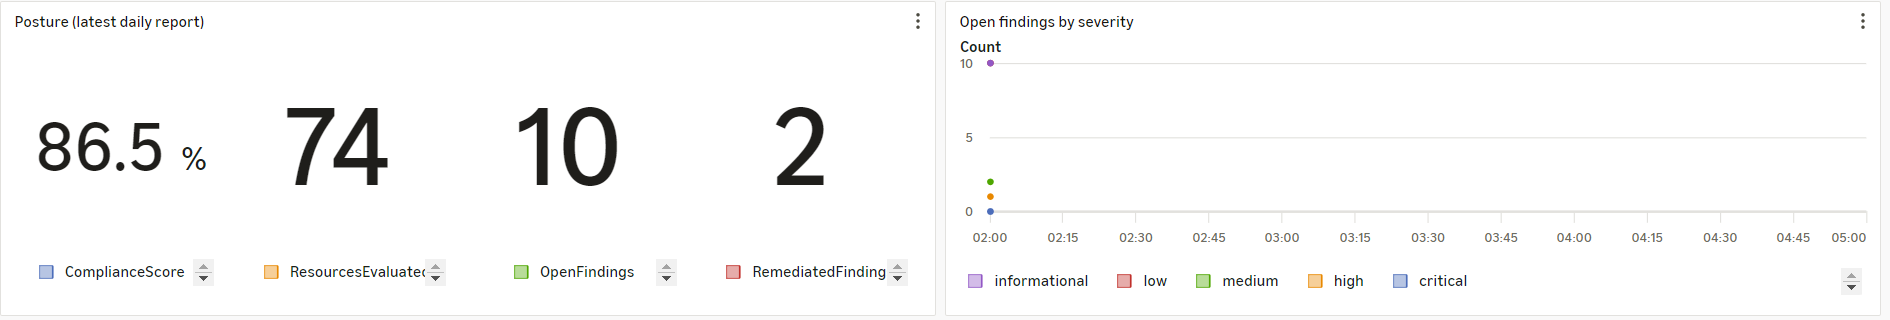 Posture (latest daily report)
86.5 %
74
10
2
ComplianceScore
ResourcesEvaluated
OpenFindings
RemediatedFinding
Open findings by severity
Count
10
5
0
02:00 02:15 02:30 02:45 03:00 03:15 03:30 03:45 04:00 04:15 04:30 04:45 05:00
informational low medium high critical